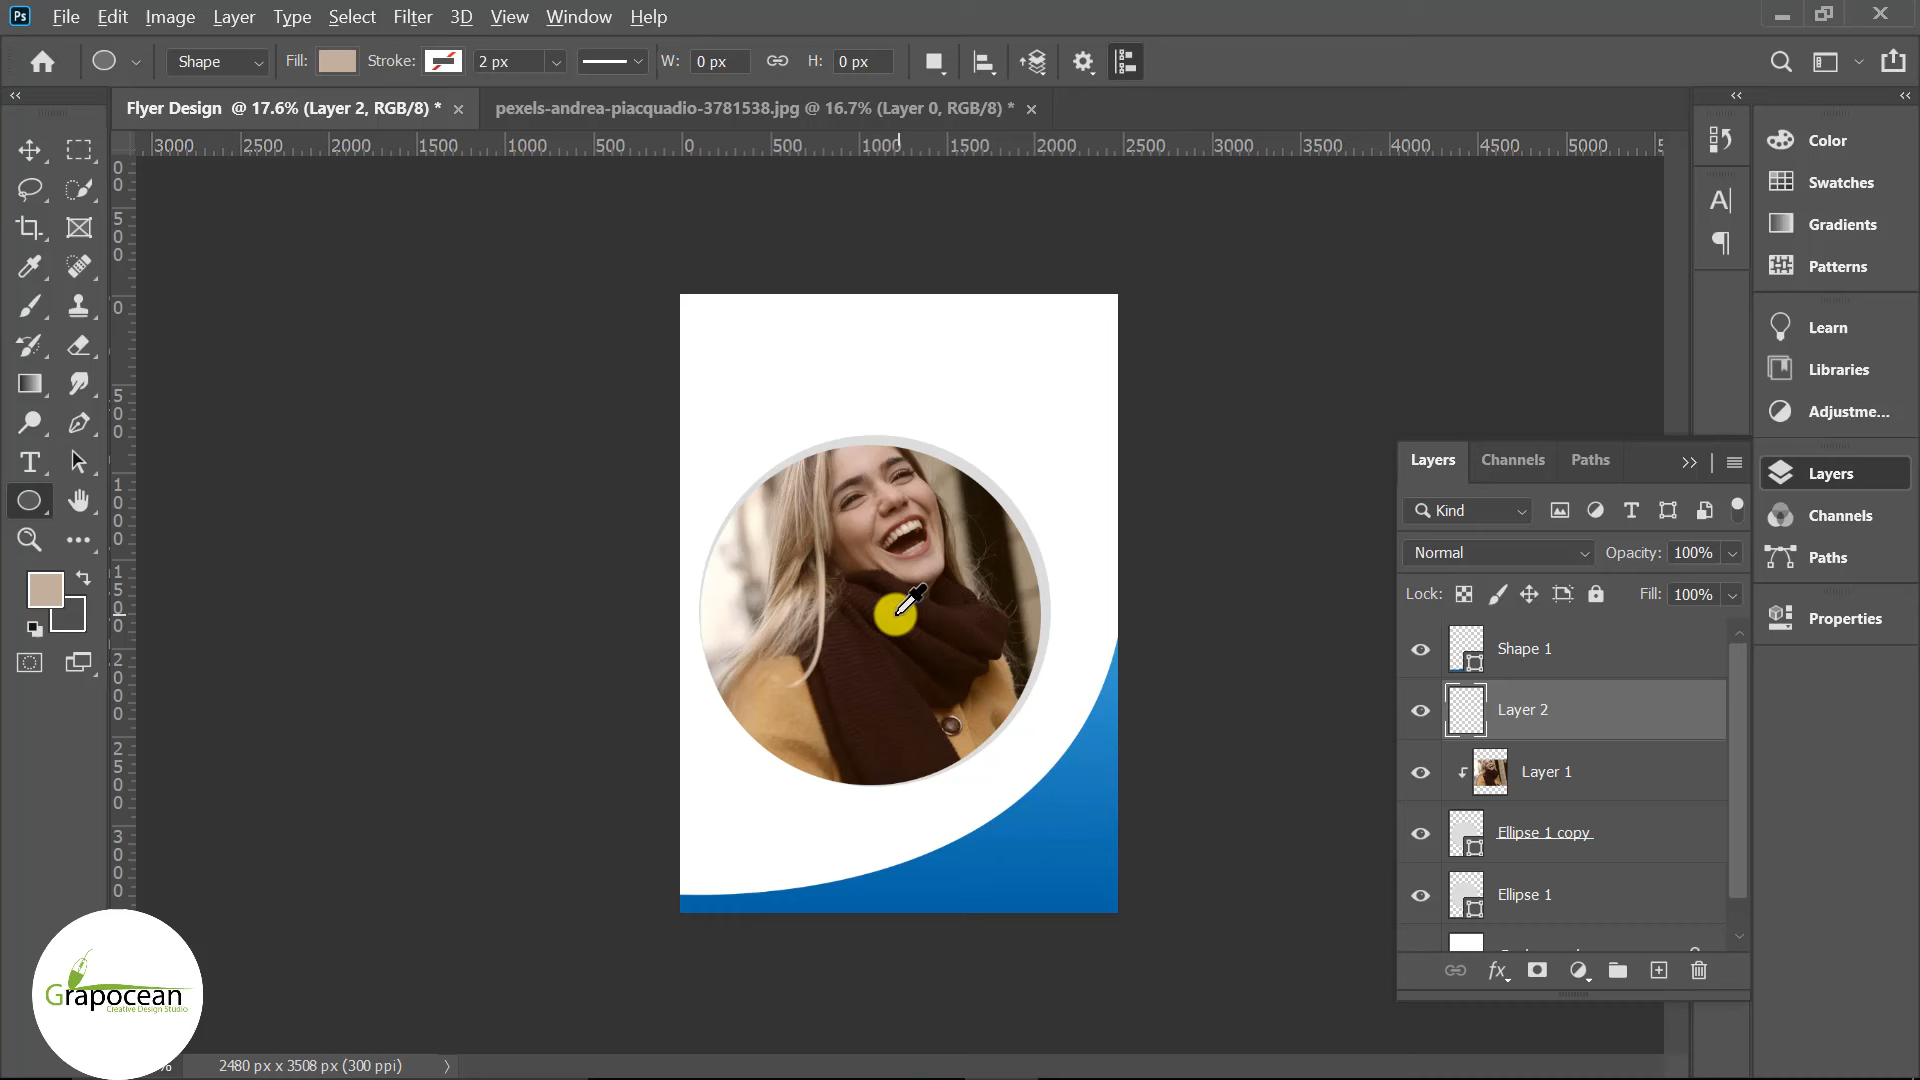 Ps File Edit Image Layer Type Select Filter 3D View Window Help
Shape Fill: Stroke: 2 px W: 0 px H: 0 px
Flyer Design @ 17.6% (Layer 2, RGB/8) * pexels-andrea-piacquadio-3781538.jpg @ 16.7% (Layer 0, RGB/8) *
3000 2500 2000 1500 1000 500 0 500 1000 1500 2000 2500 3000 3500 4000 4500 5000
Color
Swatches
Gradients
Patterns
Learn
Libraries
Adjustme...
Layers
Channels
Paths
Properties
Layers Channels Paths
Kind
Normal Opacity: 100%
Lock: Fill: 100%
Shape 1
Layer 2
Layer 1
Ellipse 1 copy
Ellipse 1
fx
Grapocean
Creative Design Studio
2480 px x 3508 px (300 ppi)